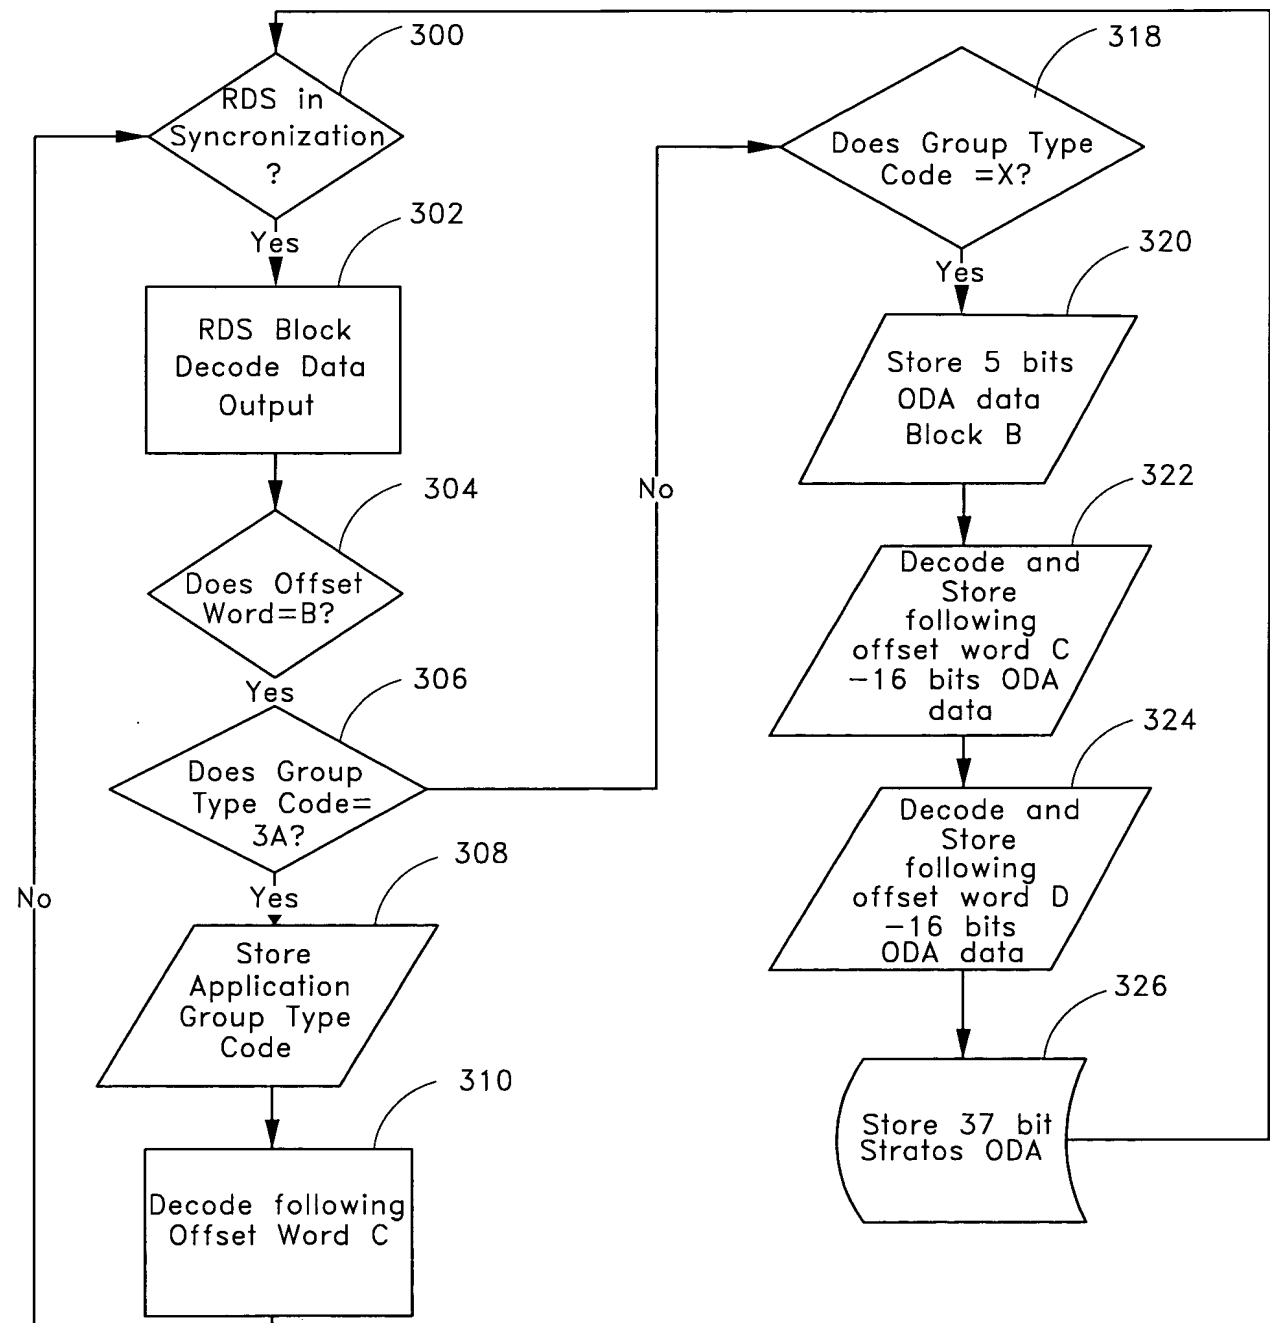 300
RDS in
Syncronization
?
Yes
302
RDS Block
Decode Data
Output
304
Does Offset
Word=B?
Yes
306
Does Group
Type Code=
3A?
Yes
308
Store
Application
Group Type
Code
310
Decode following
Offset Word C
No
No
318
Does Group Type
Code =X?
Yes
320
Store 5 bits
ODA data
Block B
322
Decode and
Store
following
offset word C
-16 bits ODA
data
324
Decode and
Store
following
offset word D
-16 bits
ODA data
326
Store 37 bit
Stratos ODA